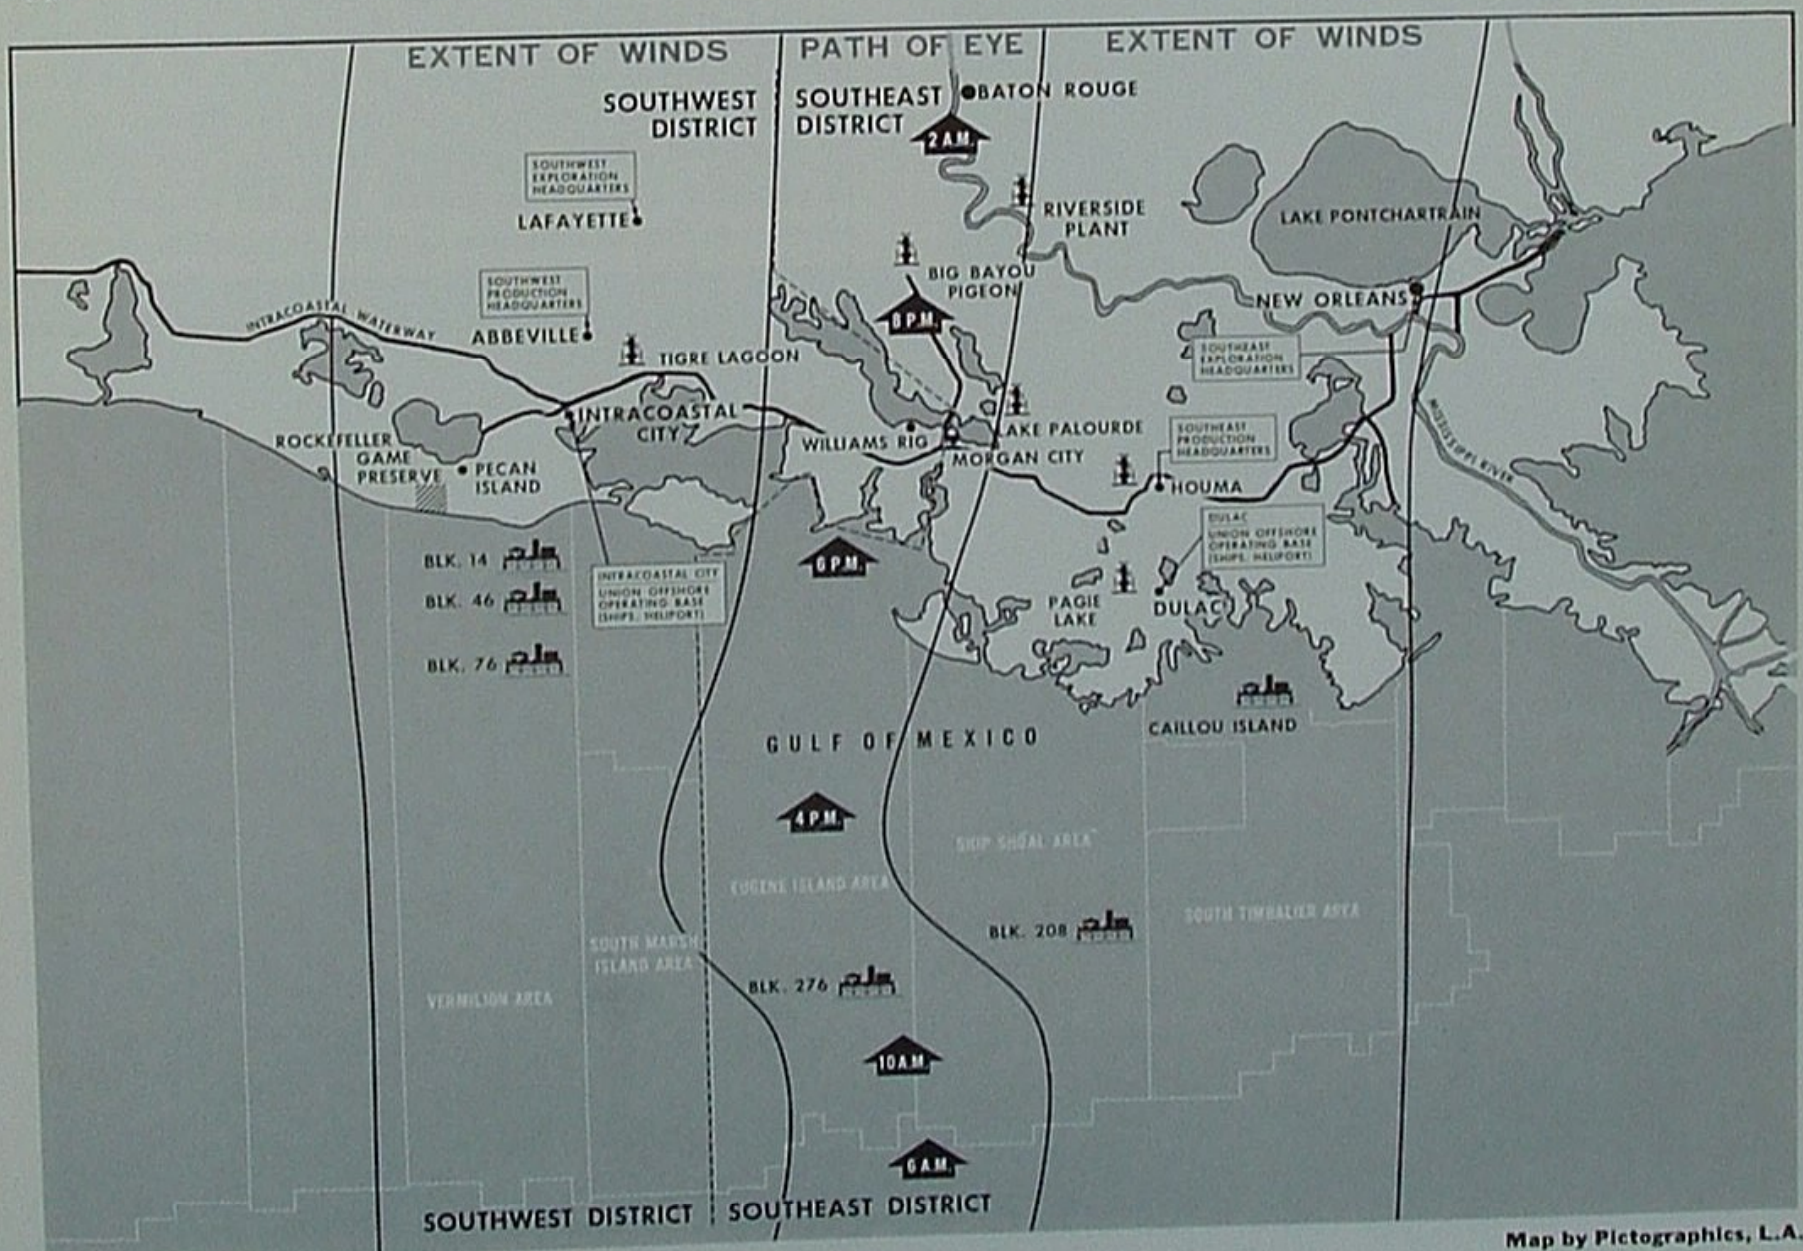 EXTENT OF WINDS
PATH OF EYE
EXTENT OF WINDS
SOUTHWEST
DISTRICT
SOUTHEAST
DISTRICT
BATON ROUGE
2 A.M.
SOUTHWEST
EXPLORATION
HEADQUARTERS
LAFAYETTE
RIVERSIDE
PLANT
LAKE PONTCHARTRAIN
SOUTHWEST
PRODUCTION
HEADQUARTERS
ABBEVILLE
BIG BAYOU
PIGEON
8 P.M.
NEW ORLEANS
INTRACOASTAL WATERWAY
TIGRE LAGOON
SOUTHEAST
EXPLORATION
HEADQUARTERS
INTRACOASTAL
CITY
WILLIAMS RIG
LAKE PALOURDE
MORGAN CITY
SOUTHEAST
PRODUCTION
HEADQUARTERS
MISSISSIPPI RIVER
ROCKEFELLER
GAME
PRESERVE
PECAN
ISLAND
HOUMA
DULAC
UNION OFFSHORE
OPERATING BASE
(SHIPS, HELIPORT)
6 P.M.
BLK. 14
BLK. 46
BLK. 76
INTRACOASTAL CITY
UNION OFFSHORE
OPERATING BASE
(SHIPS, HELIPORT)
PAGIE
LAKE
DULAC
CAILLOU ISLAND
GULF OF MEXICO
4 P.M.
SHIP SHOAL AREA
EUGENE ISLAND AREA
SOUTH TIMBALIER AREA
BLK. 208
SOUTH MARSH
ISLAND AREA
BLK. 276
VERMILION AREA
10 A.M.
6 A.M.
SOUTHWEST DISTRICT
SOUTHEAST DISTRICT
Map by Pictographics, L.A.